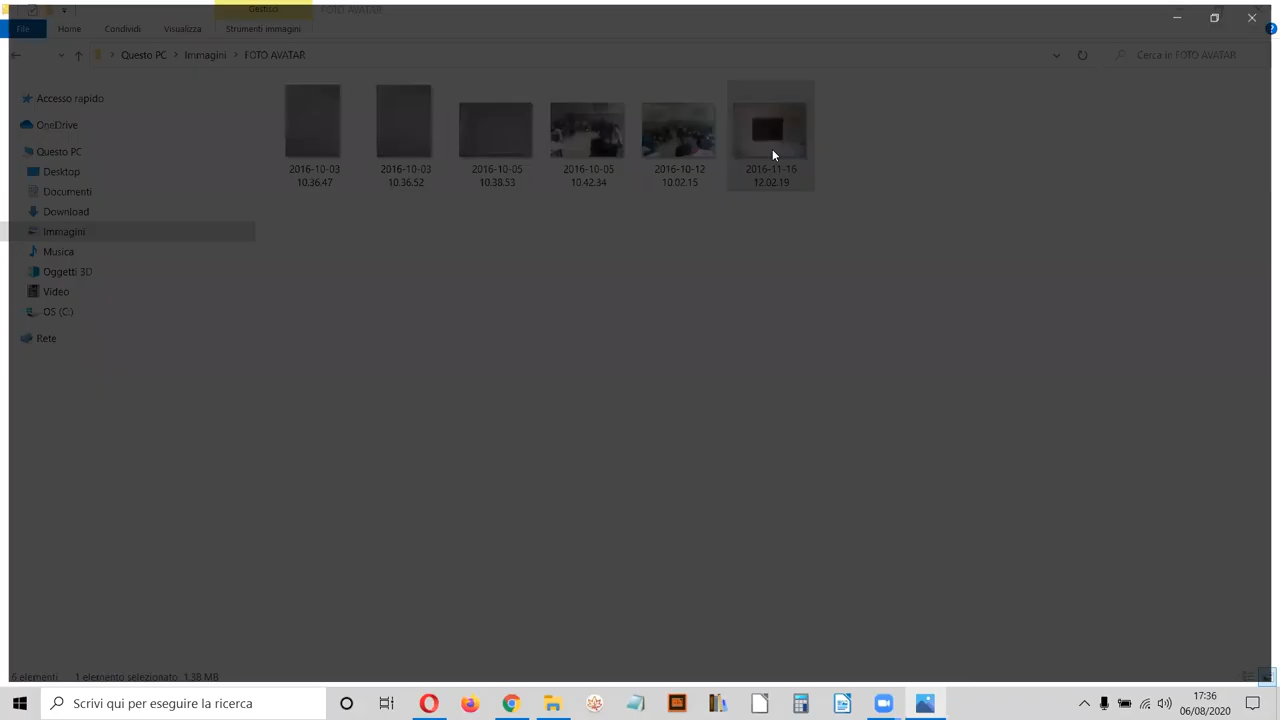 Gestisci
FOTO AVATAR
File
Home
Condividi
Visualizza
Strumenti immagini
Questo PC
Immagini
FOTO AVATAR
Cerca in FOTO AVATAR
Accesso rapido
OneDrive
Questo PC
Desktop
Documenti
Download
Immagini
Musica
Oggetti 3D
Video
OS (C:)
Rete
2016-10-03
10.36.47
2016-10-03
10.36.52
2016-10-05
10.38.53
2016-10-05
10.42.34
2016-10-12
10.02.15
2016-11-16
12.02.19
6 elementi
1 elemento selezionato 1,38 MB
Scrivi qui per eseguire la ricerca
17:36
06/08/2020